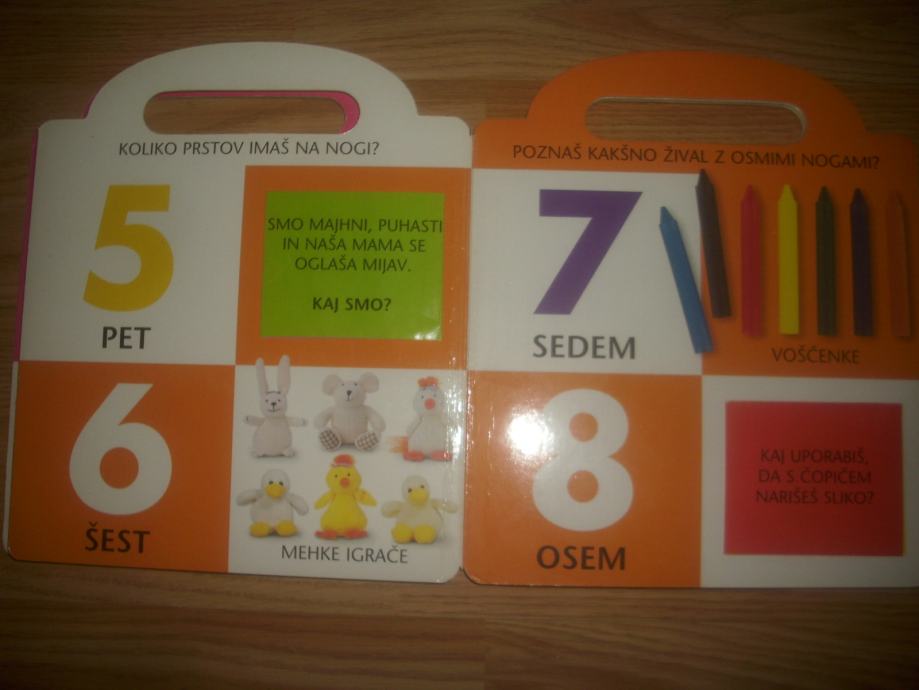 KOLIKO PRSTOV IMAŠ NA NOGI?
5
PET
SMO MAJHNI, PUHASTI
IN NAŠA MAMA SE
OGLAŠA MIJAV.
KAJ SMO?
6
ŠEST
MEHKE IGRAČE
POZNAŠ KAKŠNO ŽIVAL Z OSMIMI NOGAMI?
7
SEDEM
VOŠČENKE
8
OSEM
KAJ UPORABIŠ,
DA S ČOPIČEM
NARIŠEŠ SLIKO?